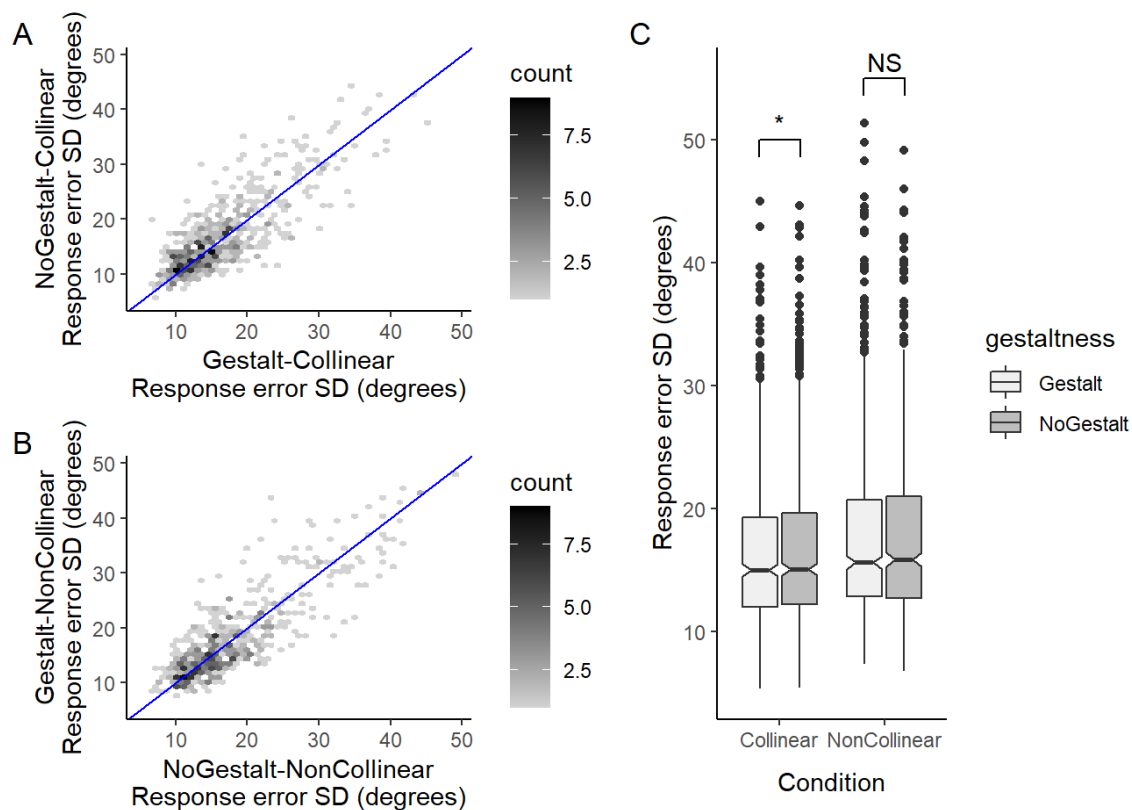 A
NoGestalt-Collinear
Response error SD (degrees)
50
40
30
20
10
10 20 30 40 50
Gestalt-Collinear
Response error SD (degrees)
count
7.5
5.0
2.5
B
Gestalt-NonCollinear
Response error SD (degrees)
50
40
30
20
10
10 20 30 40 50
NoGestalt-NonCollinear
Response error SD (degrees)
count
7.5
5.0
2.5
C
Response error SD (degrees)
50
40
30
20
10
*
NS
Collinear NonCollinear
Condition
gestaltness
Gestalt
NoGestalt